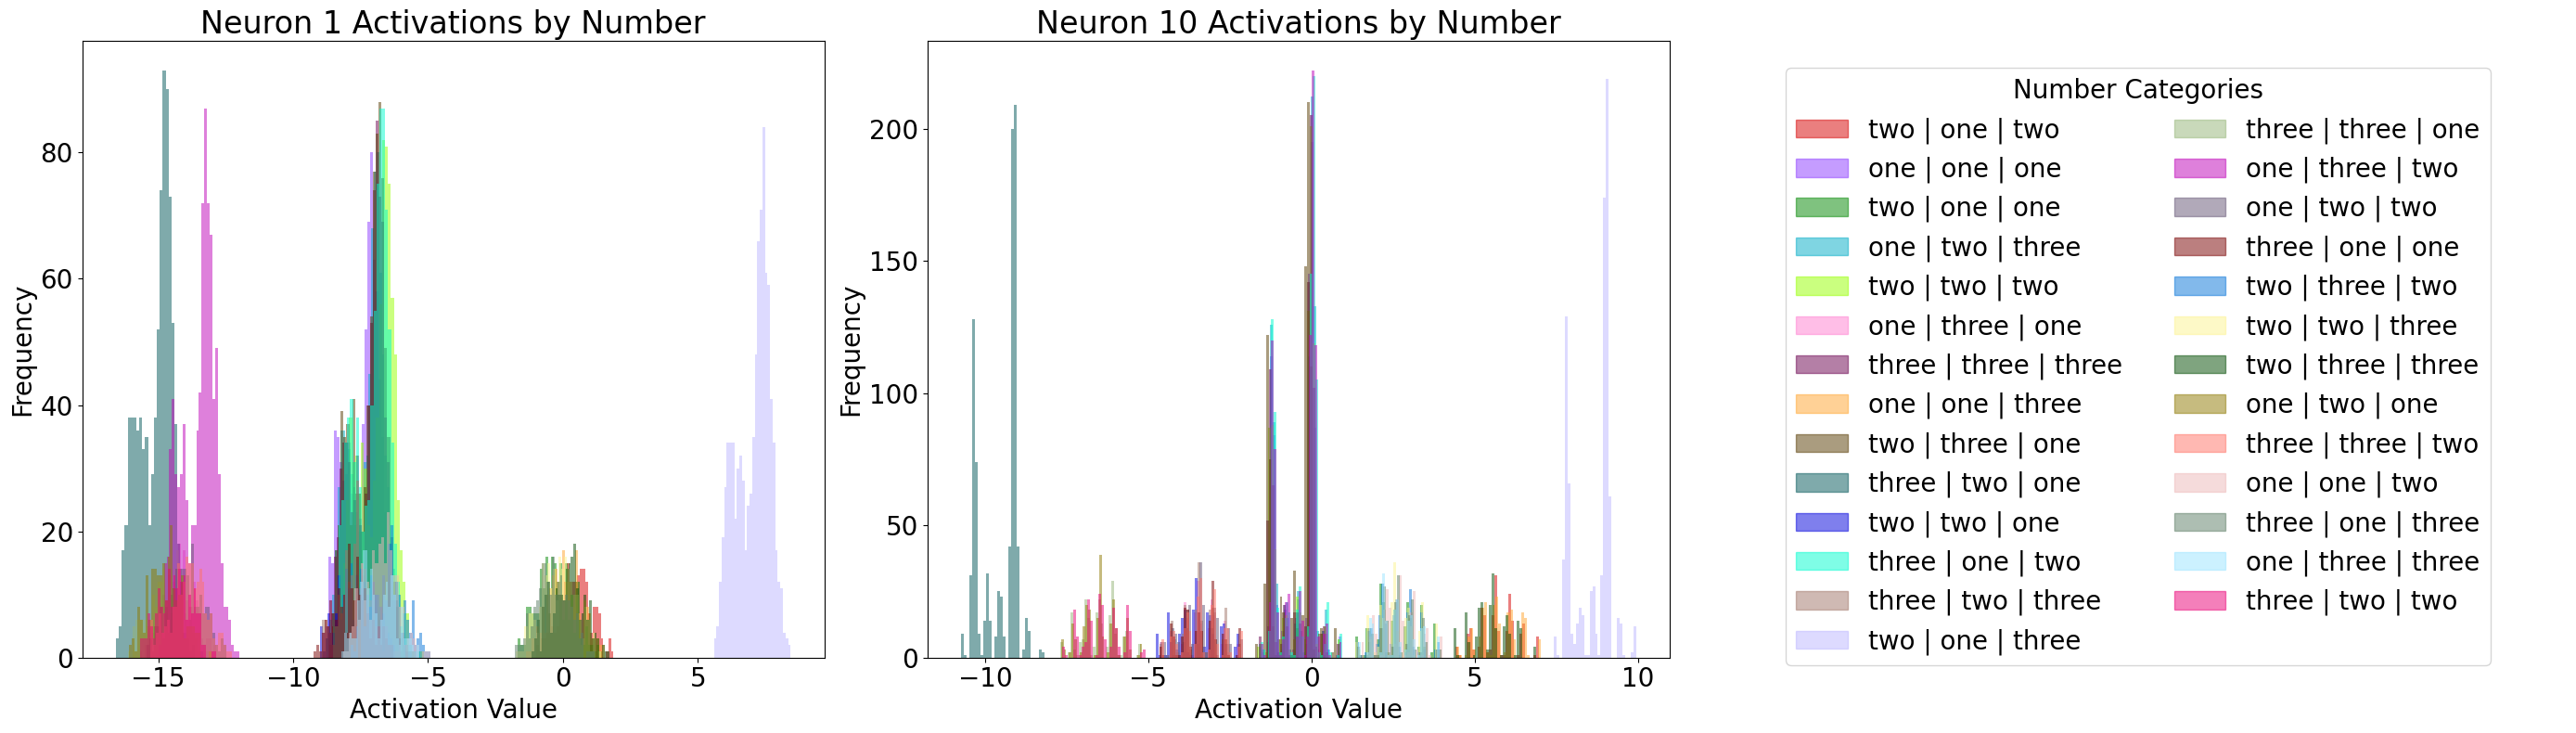 Neuron 1 Activations by Number
Frequency
80
60
40
20
0
−15 −10 −5 0 5
Activation Value
Neuron 10 Activations by Number
Frequency
200
150
100
50
0
−10 −5 0 5 10
Activation Value
Number Categories
two | one | two
one | one | one
two | one | one
one | two | three
two | two | two
one | three | one
three | three | three
one | one | three
two | three | one
three | two | one
two | two | one
three | one | two
three | two | three
two | one | three
three | three | one
one | three | two
one | two | two
three | one | one
two | three | two
two | two | three
two | three | three
one | two | one
three | three | two
one | one | two
three | one | three
one | three | three
three | two | two